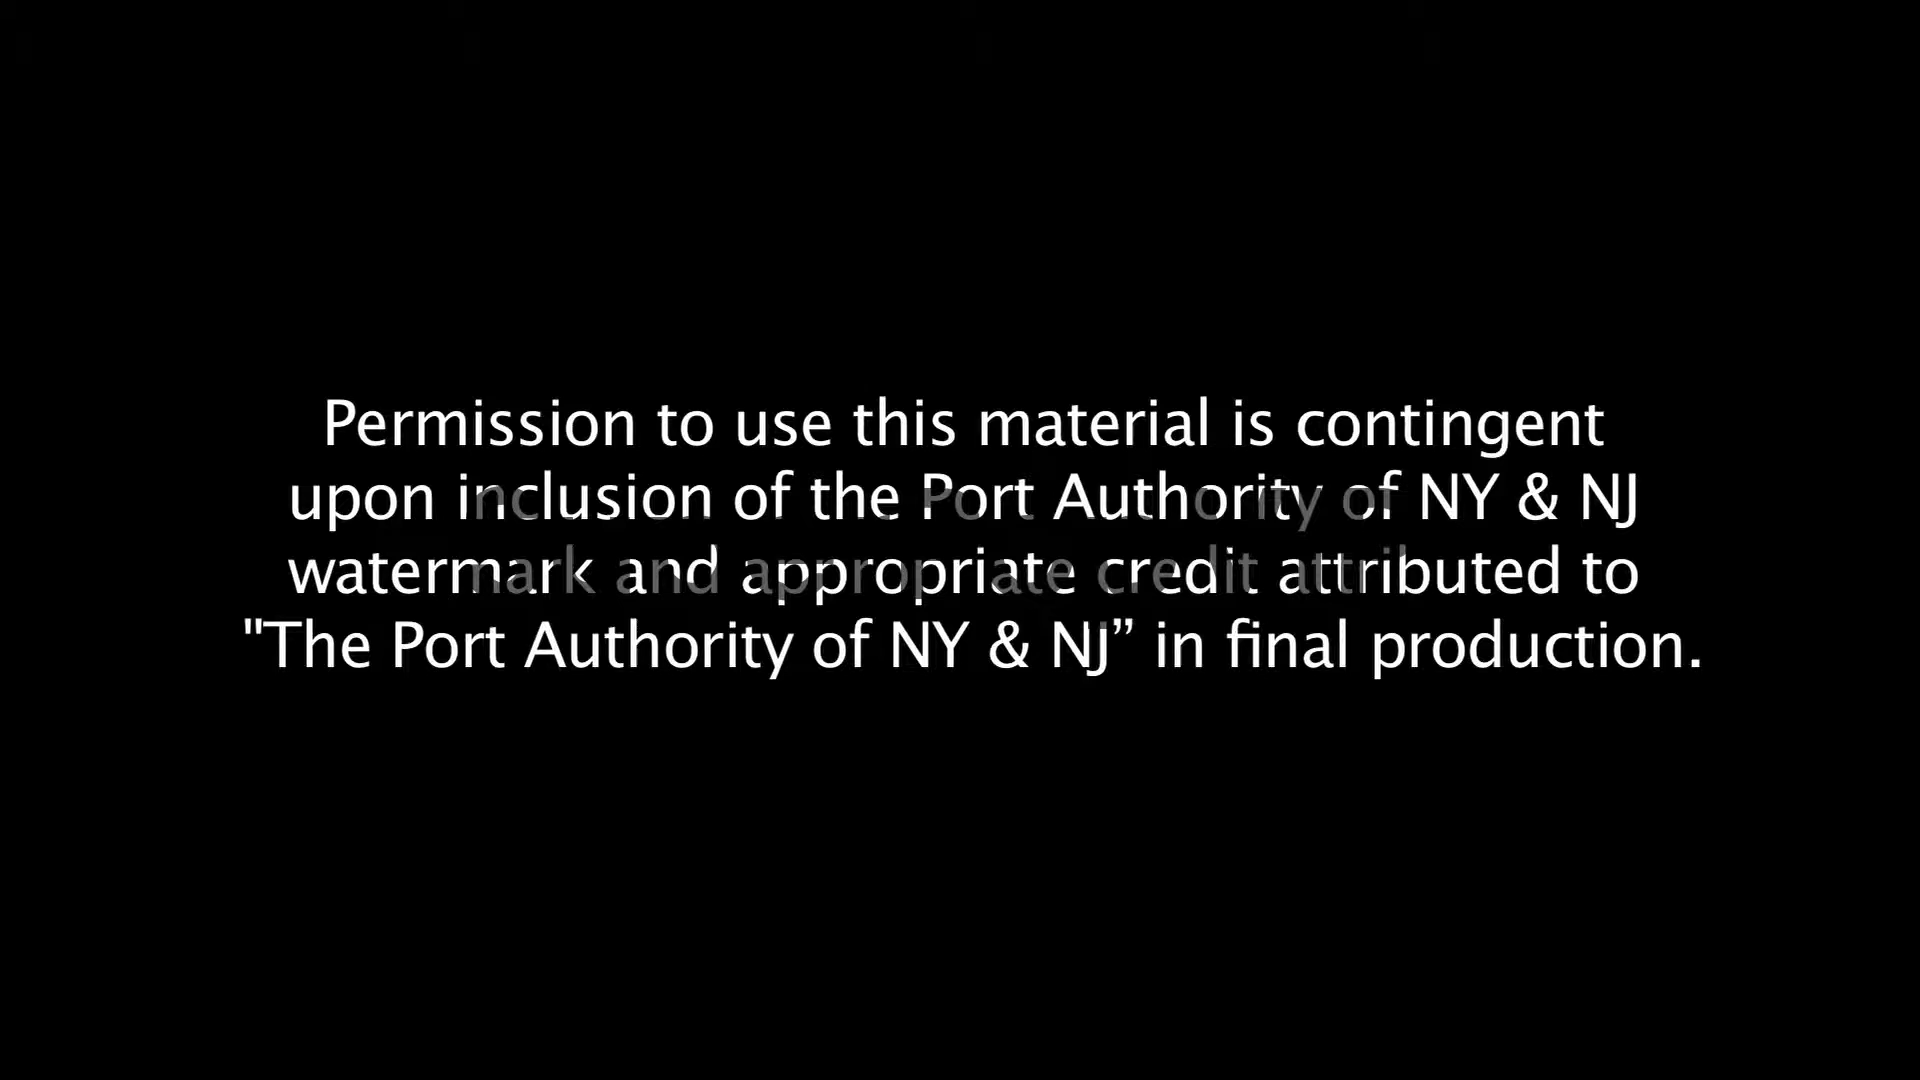 Permission to use this material is contingent
upon inclusion of the Port Authority of NY & NJ
watermark and appropriate credit attributed to
"The Port Authority of NY & NJ” in final production.